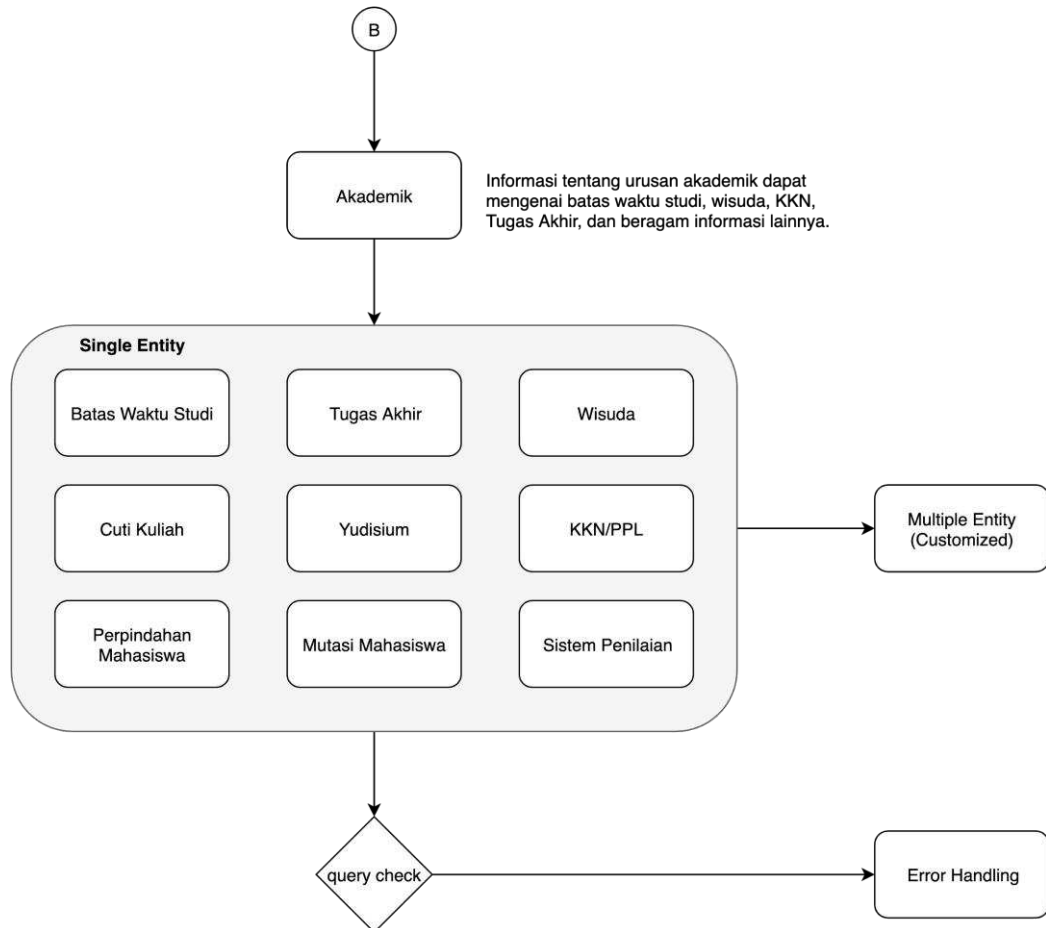 B
Akademik
Informasi tentang urusan akademik dapat
mengenai batas waktu studi, wisuda, KKN,
Tugas Akhir, dan beragam informasi lainnya.
Single Entity
Batas Waktu Studi
Tugas Akhir
Wisuda
Cuti Kuliah
Yudisium
KKN/PPL
Multiple Entity
(Customized)
Perpindahan
Mahasiswa
Mutasi Mahasiswa
Sistem Penilaian
query check
Error Handling